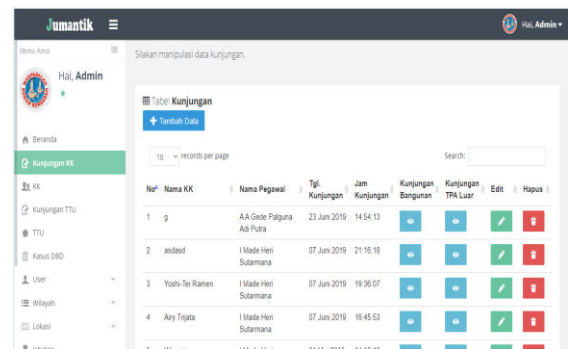 Jumantik
Hai, Admin
Menu Area
Hai, Admin
Beranda
Kunjungan KK
KK
Kunjungan TTU
TTU
Kasus DBD
User
Wilayah
Lokasi
Silakan manipulasi data kunjungan.
Tabel Kunjungan
Tambah Data
10 records per page
Search:
No Nama KK Nama Pegawai Tgl. Kunjungan Jam Kunjungan Kunjungan Bangunan Kunjungan TPA Luar Edit Hapus
1 g A.A Gede Palguna Adi Putra 23 Juni 2019 14:54:13
2 asdasd I Made Heri Sutarmana 07 Juni 2019 21:16:18
3 Yoshi-Tei Ramen I Made Heri Sutarmana 07 Juni 2019 19:36:07
4 Airy Trijata I Made Heri Sutarmana 07 Juni 2019 16:45:53